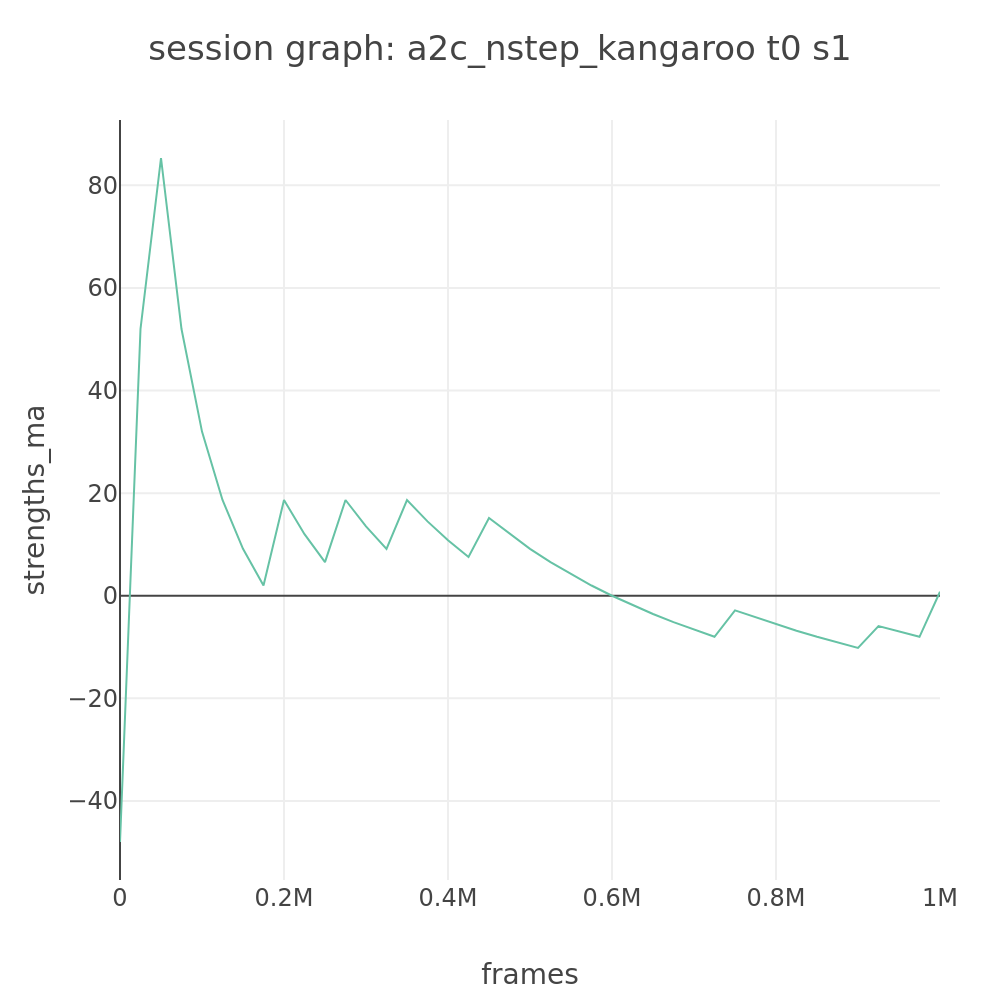 session graph: a2c_nstep_kangaroo t0 s1
strengths_ma
80
60
40
20
0
−20
−40
0
0.2M
0.4M
0.6M
0.8M
1M
frames